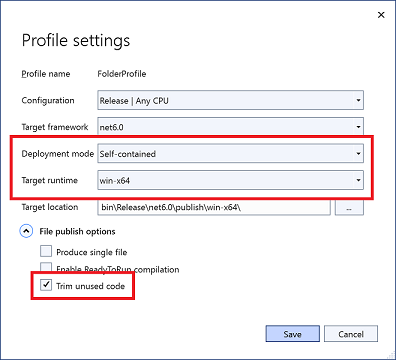 Profile settings
Profile name FolderProfile
Configuration Release | Any CPU
Target framework net6.0
Deployment mode Self-contained
Target runtime win-x64
Target location bin\Release\net6.0\publish\win-x64\ ...
File publish options
Produce single file
Enable ReadyToRun compilation
Trim unused code
Save Cancel